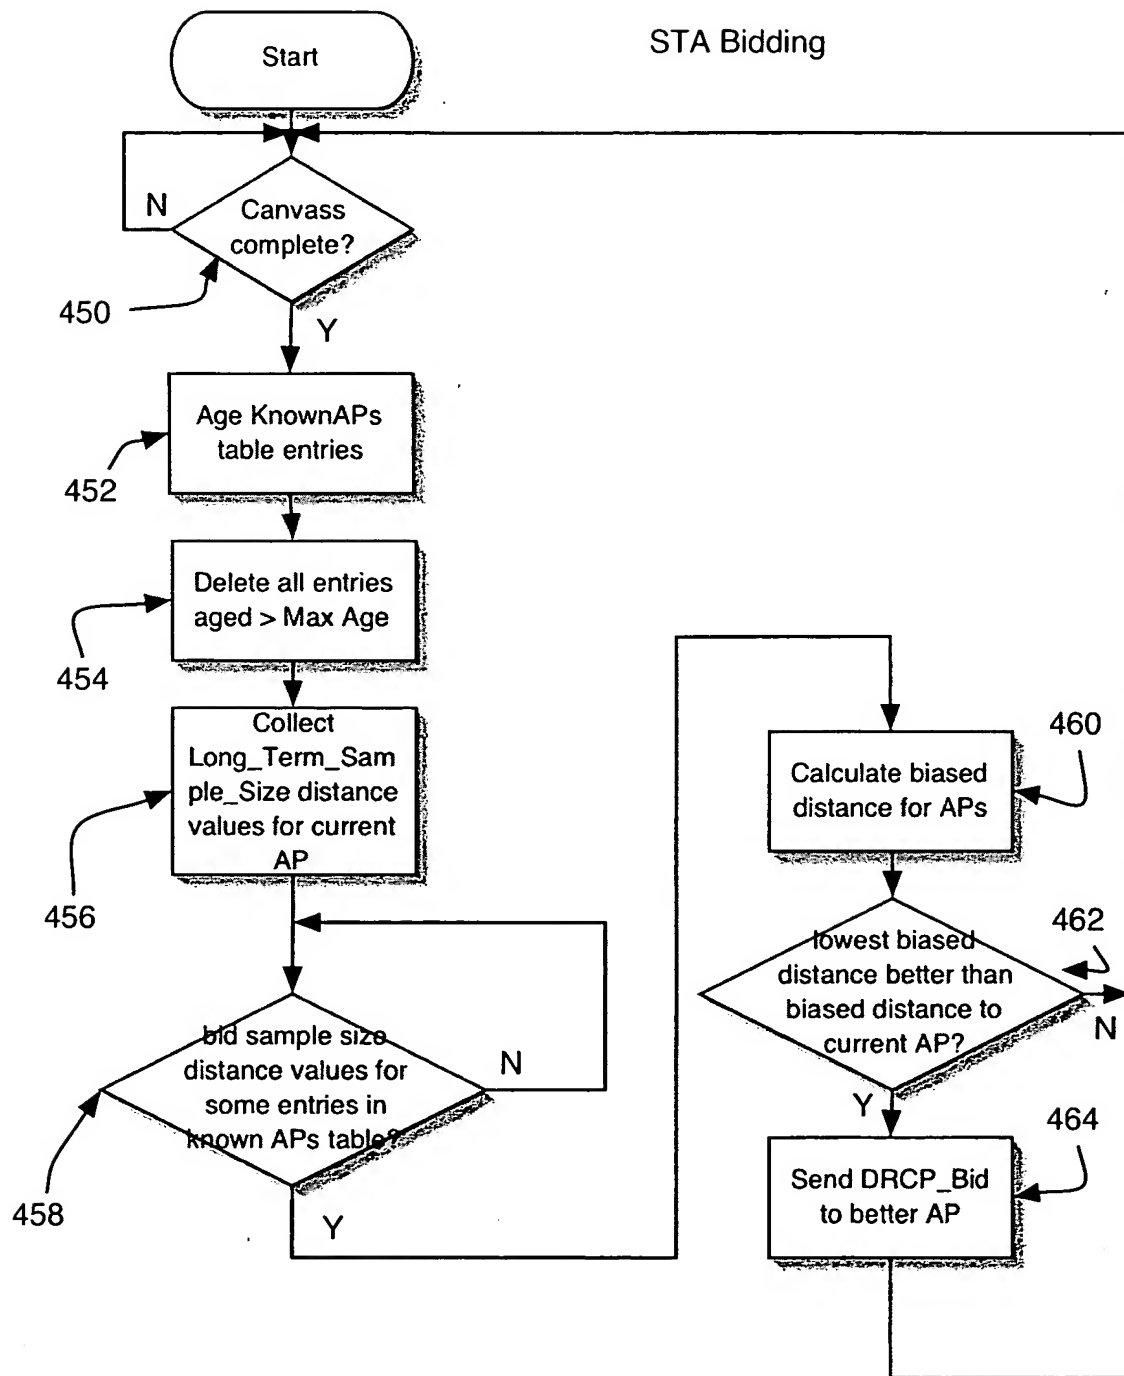 STA Bidding
Start
Canvass
complete?
N
Y
450
Age KnownAPs
table entries
452
Delete all entries
aged > Max Age
454
Collect
Long_Term_Sam
ple_Size distance
values for current
AP
456
bid sample size
distance values for
some entries in
known APs table?
N
Y
458
Calculate biased
distance for APs
460
lowest biased
distance better than
biased distance to
current AP?
462
N
Y
Send DRCP_Bid
to better AP
464